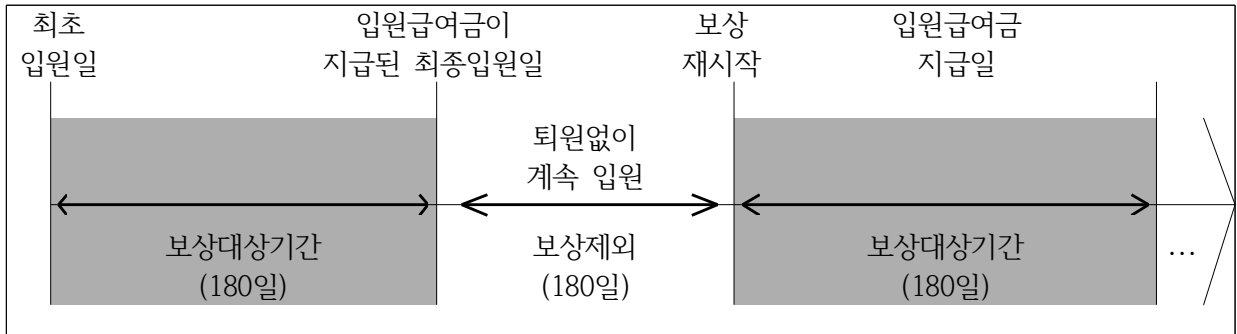 최초
입원일
입원급여금이
지급된 최종입원일
보상
재시작
입원급여금
지급일
퇴원없이
계속 입원
보상대상기간
(180일)
보상제외
(180일)
보상대상기간
(180일)
…